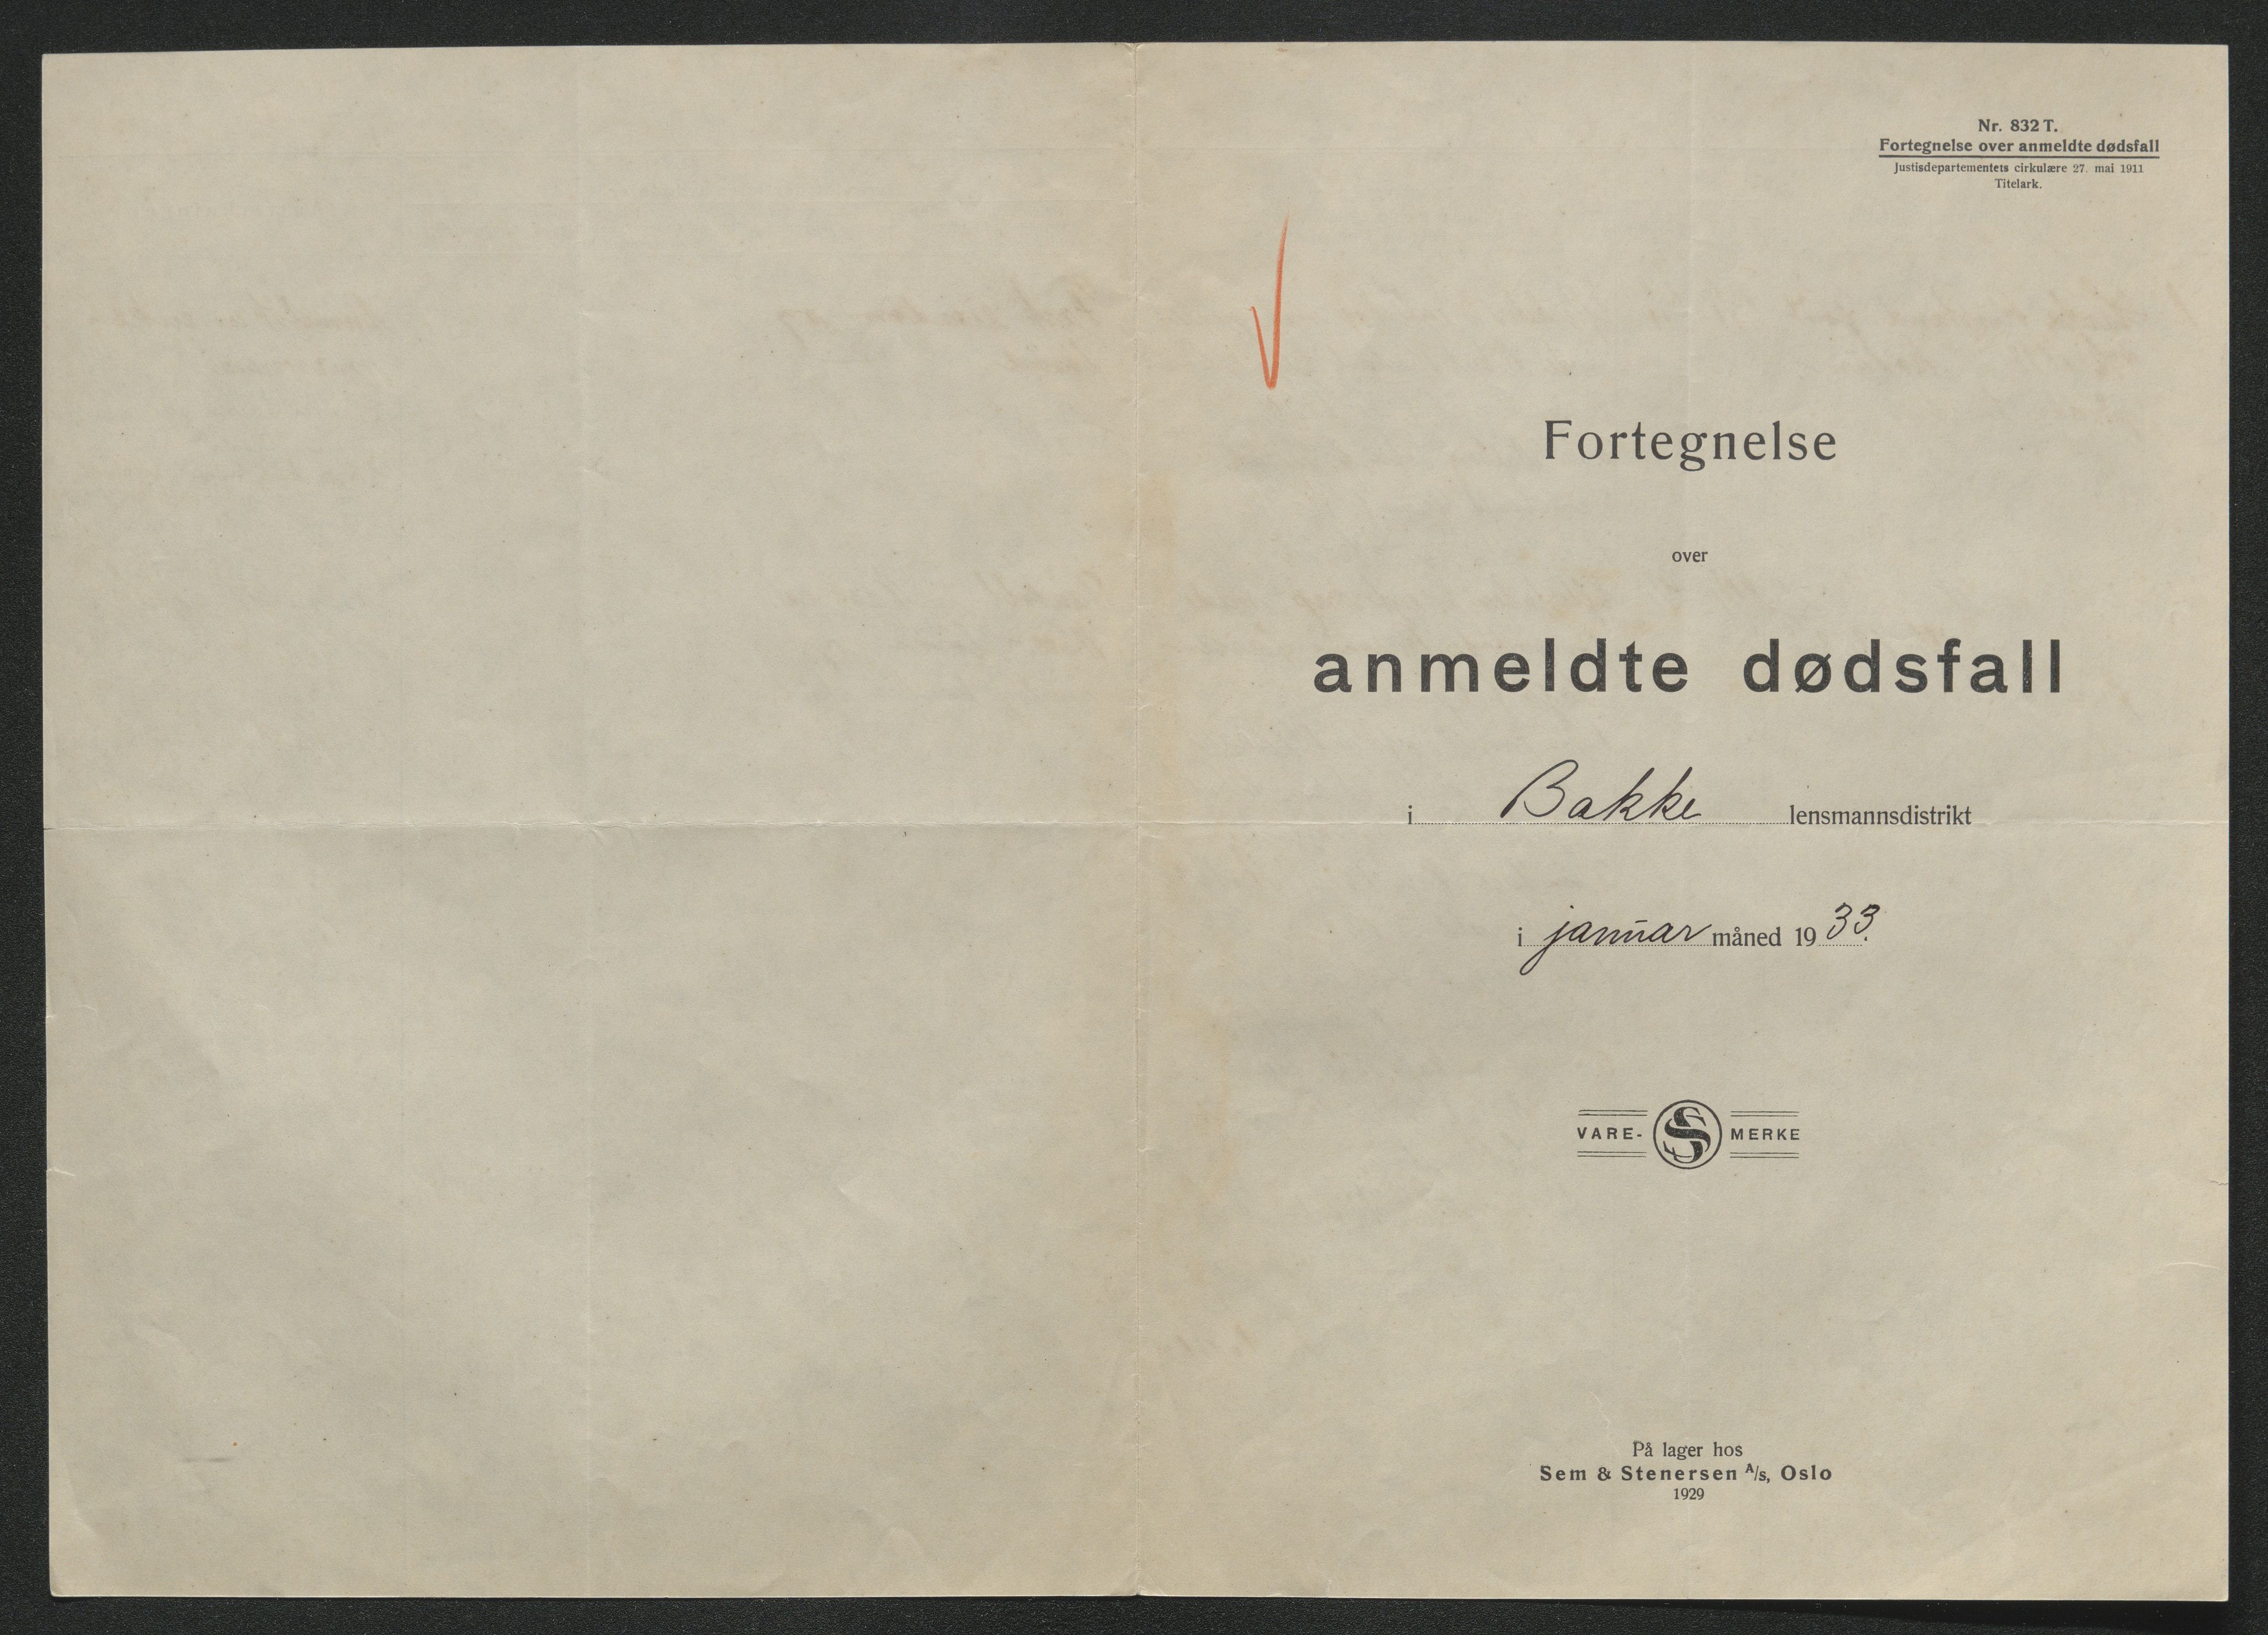 Nr. 832 T.
Fortegnelse over anmeldte dødsfall
Justisdepartementets cirkulære 27. mai 1911
Titelark.
Fortegnelse
over
anmeldte dødsfall
i Bakke lensmannsdistrikt
i januar måned 1933.
VARE- SS MERKE
På lager hos
Sem & Stenersen A/s, Oslo
1929